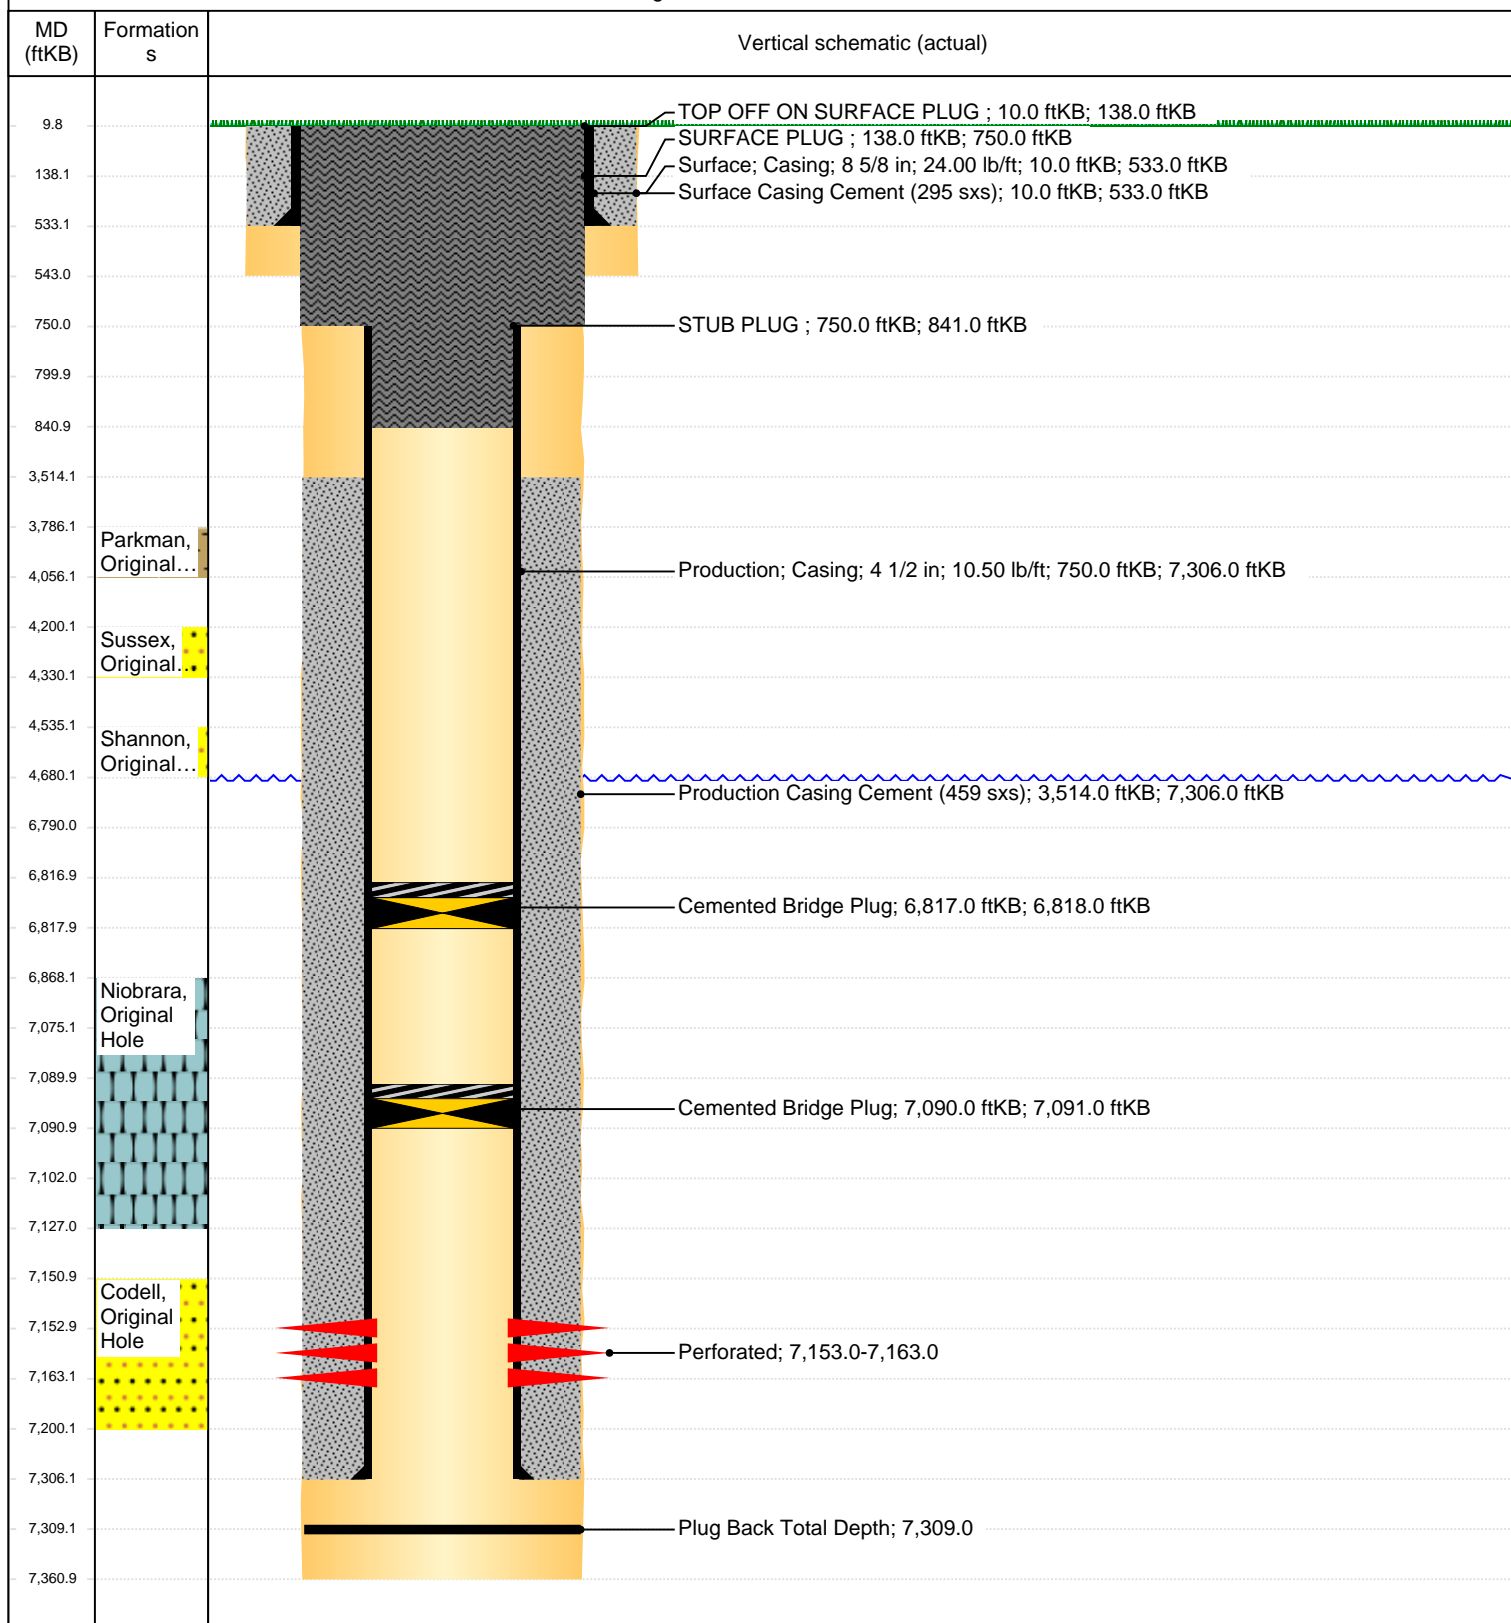 MD
(ftKB)
Formation
s
Vertical schematic (actual)
9.8
138.1
533.1
543.0
750.0
799.9
840.9
3,514.1
3,786.1
4,056.1
4,200.1
4,330.1
4,535.1
4,680.1
6,790.0
6,816.9
6,817.9
6,868.1
7,075.1
7,089.9
7,090.9
7,102.0
7,127.0
7,150.9
7,152.9
7,163.1
7,200.1
7,306.1
7,309.1
7,360.9
Parkman,
Original...
Sussex,
Original...
Shannon,
Original...
Niobrara,
Original
Hole
Codell,
Original
Hole
TOP OFF ON SURFACE PLUG ; 10.0 ftKB; 138.0 ftKB
SURFACE PLUG ; 138.0 ftKB; 750.0 ftKB
Surface; Casing; 8 5/8 in; 24.00 lb/ft; 10.0 ftKB; 533.0 ftKB
Surface Casing Cement (295 sxs); 10.0 ftKB; 533.0 ftKB
STUB PLUG ; 750.0 ftKB; 841.0 ftKB
Production; Casing; 4 1/2 in; 10.50 lb/ft; 750.0 ftKB; 7,306.0 ftKB
Production Casing Cement (459 sxs); 3,514.0 ftKB; 7,306.0 ftKB
Cemented Bridge Plug; 6,817.0 ftKB; 6,818.0 ftKB
Cemented Bridge Plug; 7,090.0 ftKB; 7,091.0 ftKB
Perforated; 7,153.0-7,163.0
Plug Back Total Depth; 7,309.0